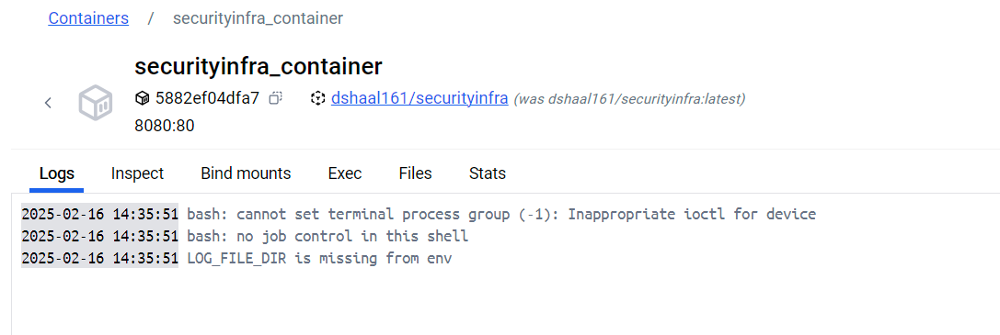 Containers / securityinfra_container
securityinfra_container
5882ef04dfa7 dshaal161/securityinfra (was dshaal161/securityinfra:latest)
8080:80
Logs Inspect Bind mounts Exec Files Stats
2025-02-16 14:35:51 bash: cannot set terminal process group (-1): Inappropriate ioctl for device
2025-02-16 14:35:51 bash: no job control in this shell
2025-02-16 14:35:51 LOG_FILE_DIR is missing from env